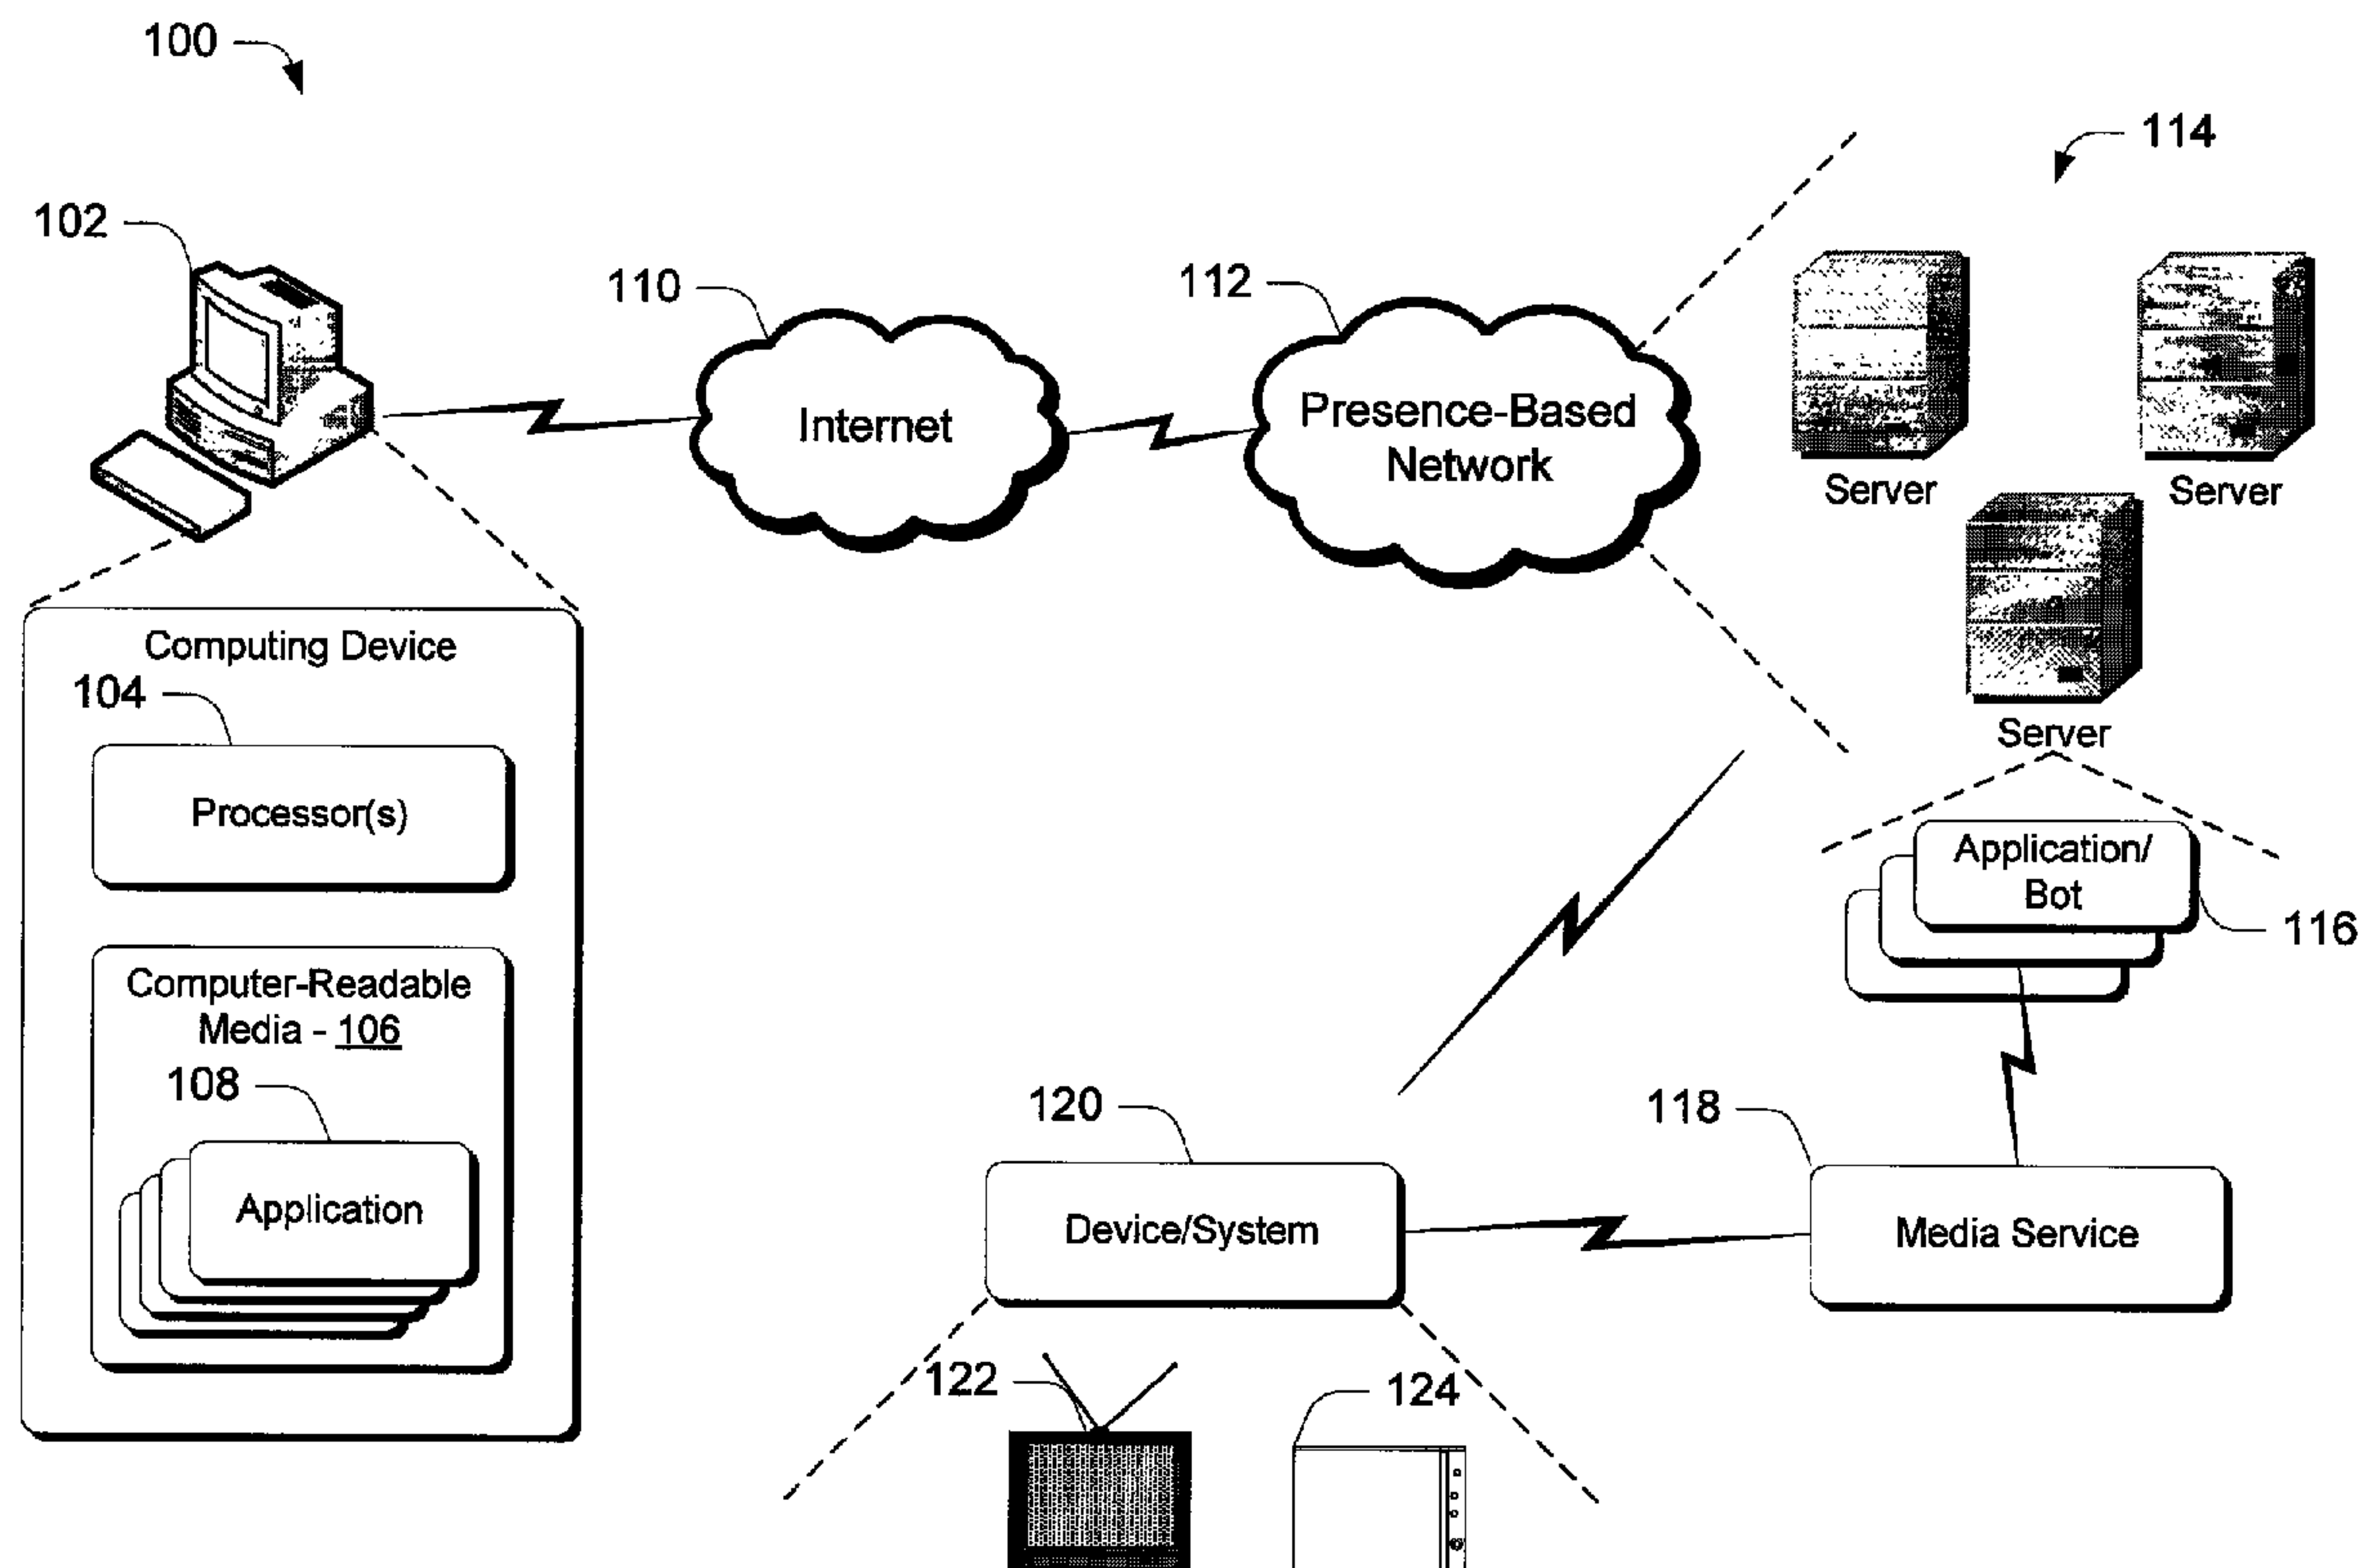 100
114
102
110
112
Internet
Presence-Based
Network
Server
Server
Server
Computing Device
104
Processor(s)
Application/
Bot
116
Computer-Readable
Media - 106
108
Application
120
118
Device/System
Media Service
122
124